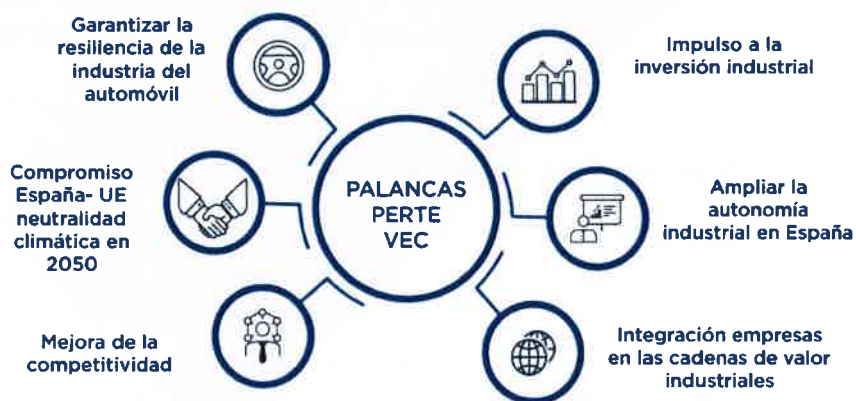 Garantizar la
resiliencia de la
industria del
automóvil
Impulso a la
inversión industrial
Compromiso
España- UE
neutralidad
climática en
2050
PALANCAS
PERTE
VEC
Ampliar la
autonomía
industrial en España
Mejora de la
competitividad
Integración empresas
en las cadenas de valor
industriales